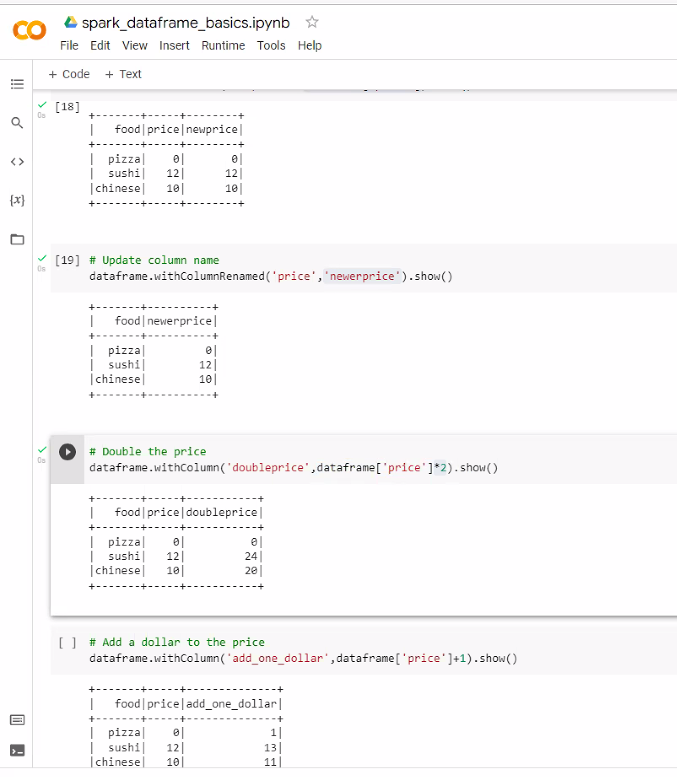 spark_dataframe_basics.ipynb
File Edit View Insert Runtime Tools Help
+ Code + Text
[18]
0s
+-------+-----+--------+
|   food|price|newprice|
+-------+-----+--------+
|  pizza|    0|       0|
|  sushi|   12|      12|
|chinese|   10|      10|
+-------+-----+--------+
[19] # Update column name
0s dataframe.withColumnRenamed('price','newerprice').show()
+-------+----------+
|   food|newerprice|
+-------+----------+
|  pizza|         0|
|  sushi|        12|
|chinese|        10|
+-------+----------+
# Double the price
0s dataframe.withColumn('doubleprice',dataframe['price']*2).show()
+-------+-----+-----------+
|   food|price|doubleprice|
+-------+-----+-----------+
|  pizza|    0|          0|
|  sushi|   12|         24|
|chinese|   10|         20|
+-------+-----+-----------+
[ ] # Add a dollar to the price
dataframe.withColumn('add_one_dollar',dataframe['price']+1).show()
+-------+-----+--------------+
|   food|price|add_one_dollar|
+-------+-----+--------------+
|  pizza|    0|             1|
|  sushi|   12|            13|
|chinese|   10|            11|